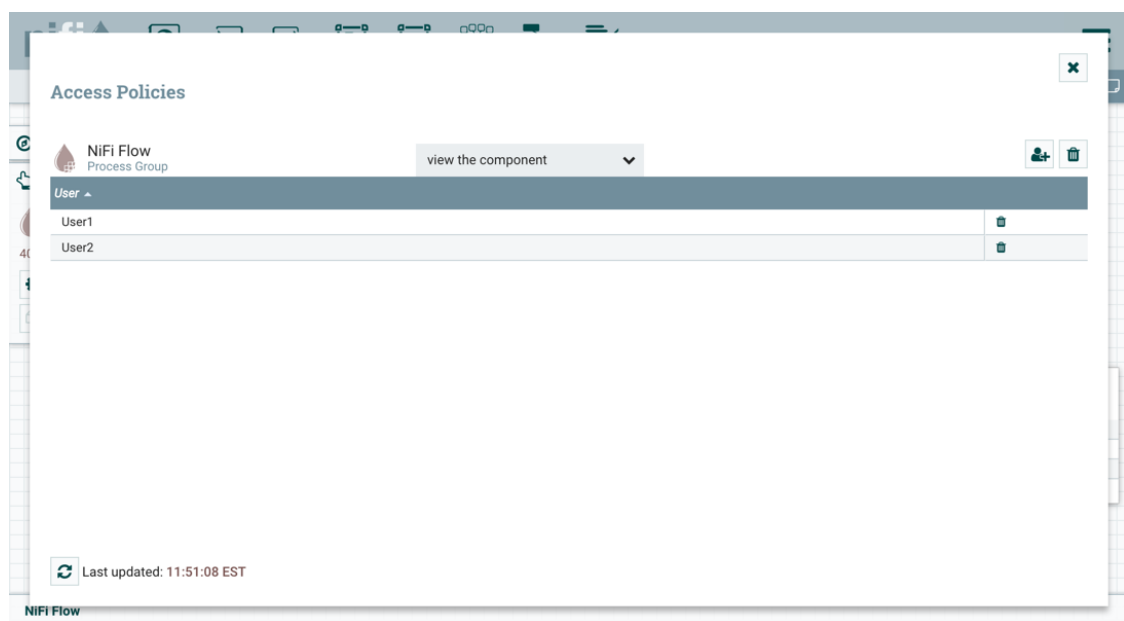 Access Policies
NiFi Flow
Process Group
view the component
User
User1
User2
Last updated: 11:51:08 EST
NiFi Flow